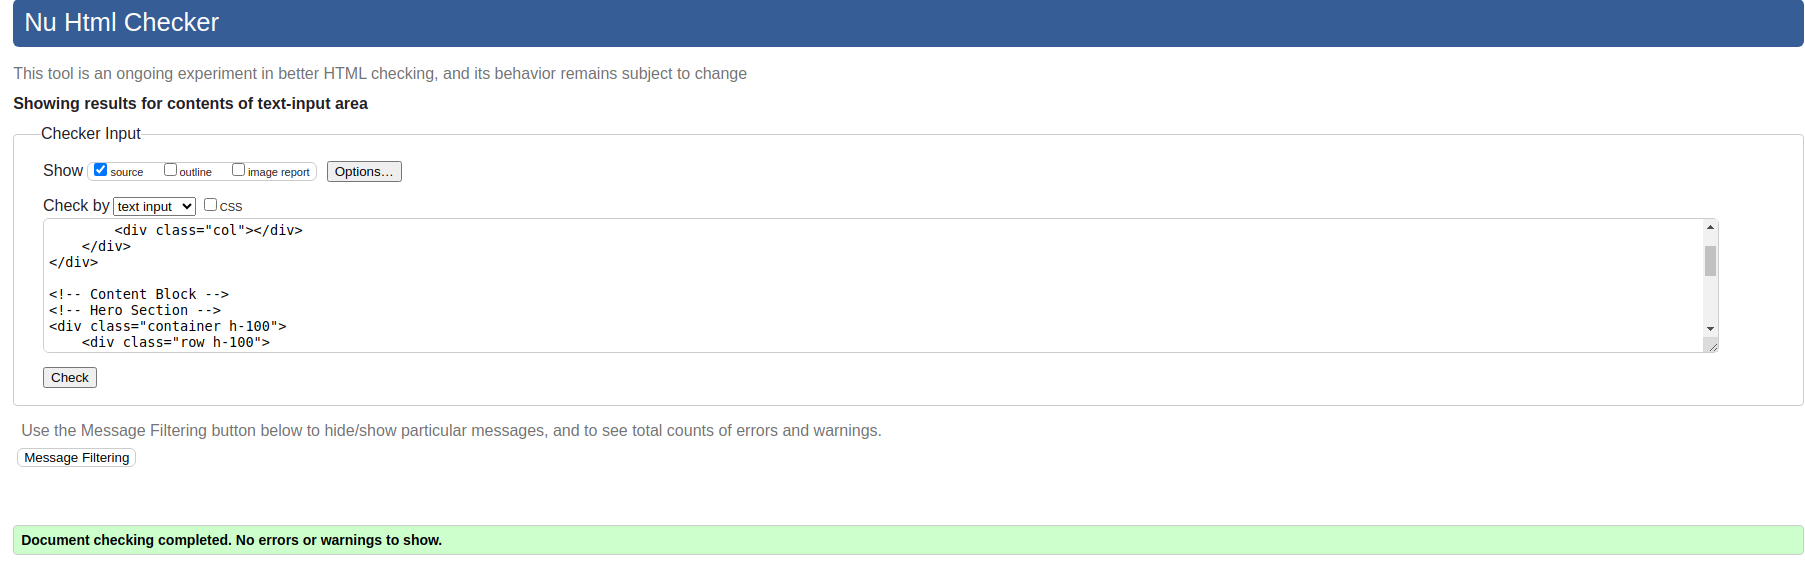 Nu Html Checker
This tool is an ongoing experiment in better HTML checking, and its behavior remains subject to change
Showing results for contents of text-input area
Checker Input
Show source outline image report Options...
Check by text input CSS
        <div class="col"></div>
    </div>
</div>

<!-- Content Block -->
<!-- Hero Section -->
<div class="container h-100">
    <div class="row h-100">
Check
Use the Message Filtering button below to hide/show particular messages, and to see total counts of errors and warnings.
Message Filtering
Document checking completed. No errors or warnings to show.